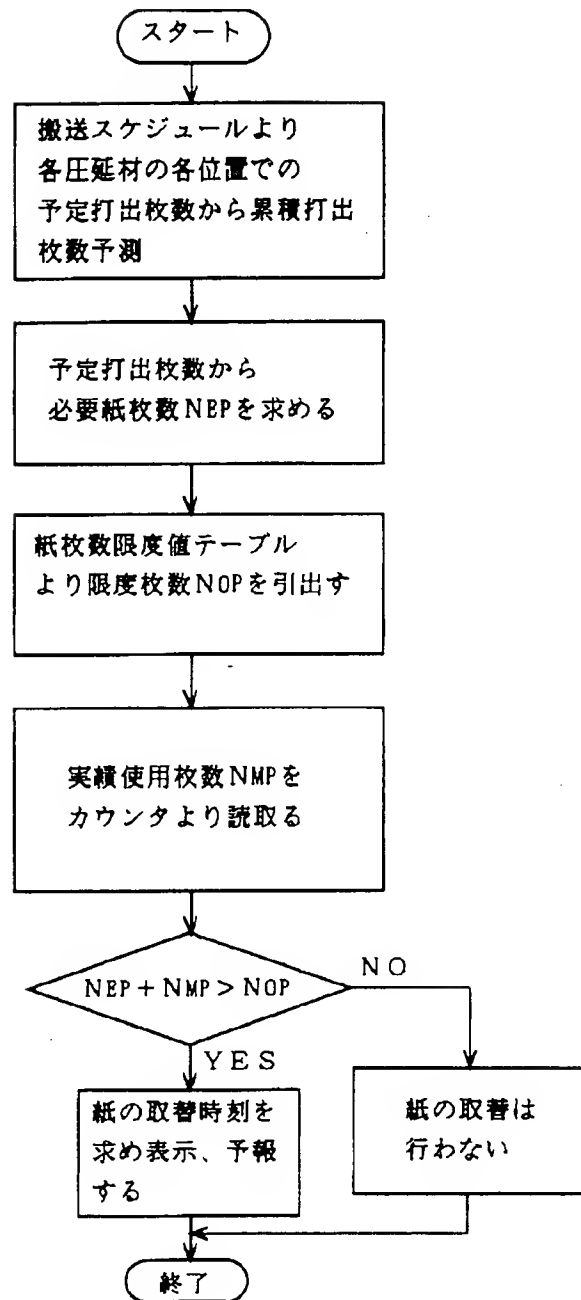 スタート
搬送スケジュールより
各圧延材の各位置での
予定打出枚数から累積打出
枚数予測
予定打出枚数から
必要紙枚数NEPを求める
紙枚数限度値テーブル
より限度枚数NOPを引出す
実績使用枚数NMPを
カウンタより読取る
NEP+NMP>NOP
NO
YES
紙の取替時刻を
求め表示、予報
する
紙の取替は
行わない
終了